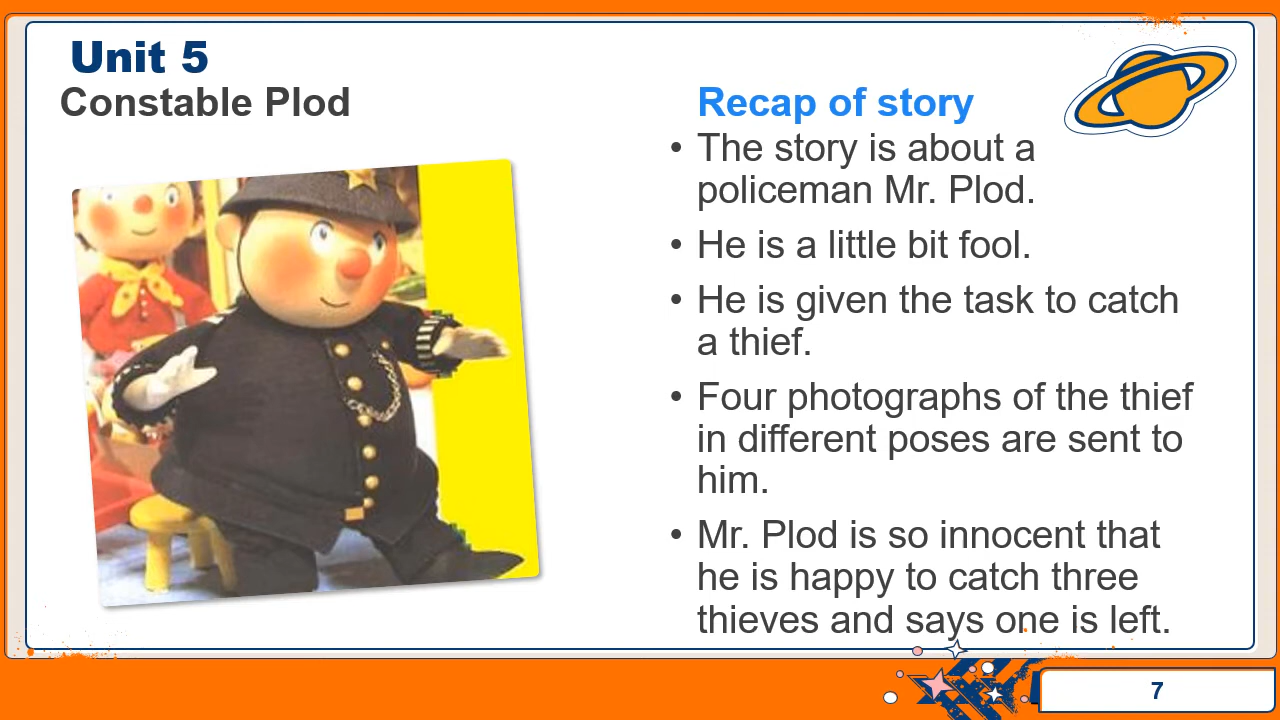 Unit 5
Constable Plod
Recap of story
• The story is about a
policeman Mr. Plod.
• He is a little bit fool.
• He is given the task to catch
a thief.
• Four photographs of the thief
in different poses are sent to
him.
• Mr. Plod is so innocent that
he is happy to catch three
thieves and says one is left.
7